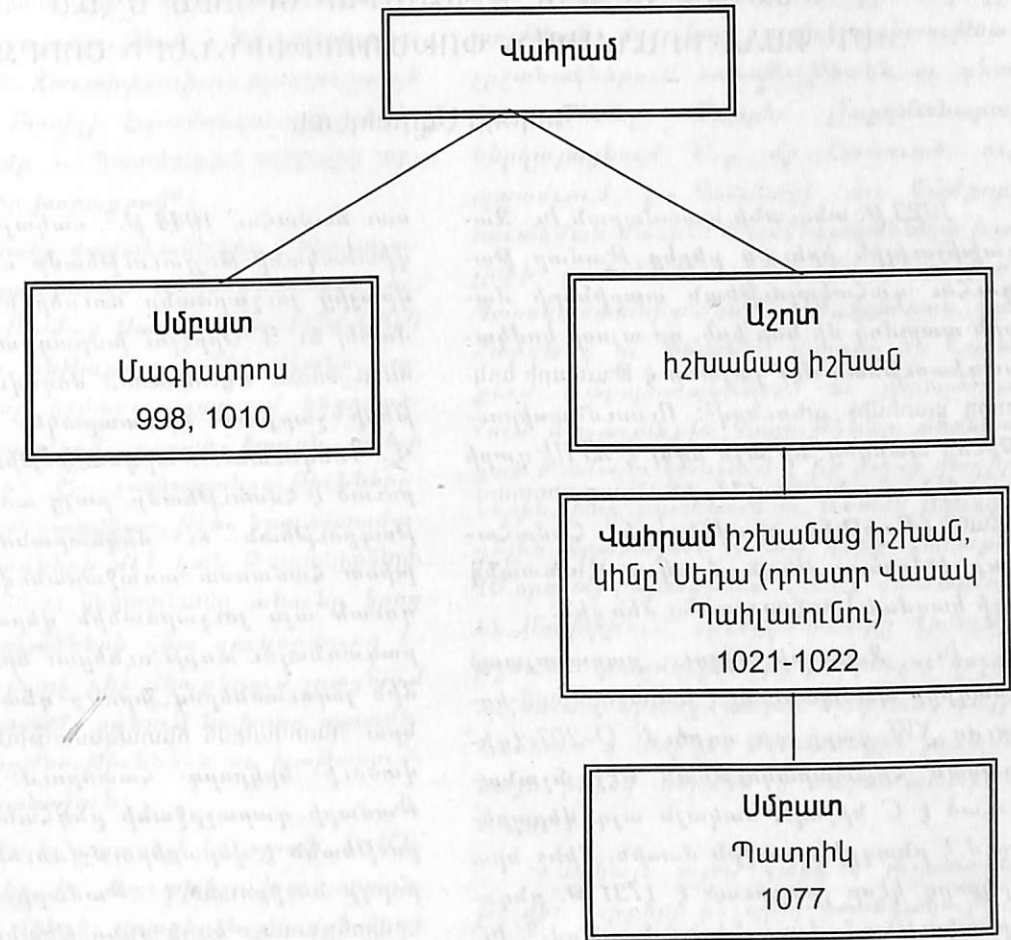 Վահրամ
Սմբատ
Մագիստրոս
998, 1010
Աշոտ
իշխանաց իշխան
Վահրամ իշխանաց իշխան,
կինը՝ Սեդա (դուստր Վասակ
Պահլաւունու)
1021-1022
Սմբատ
Պատրիկ
1077